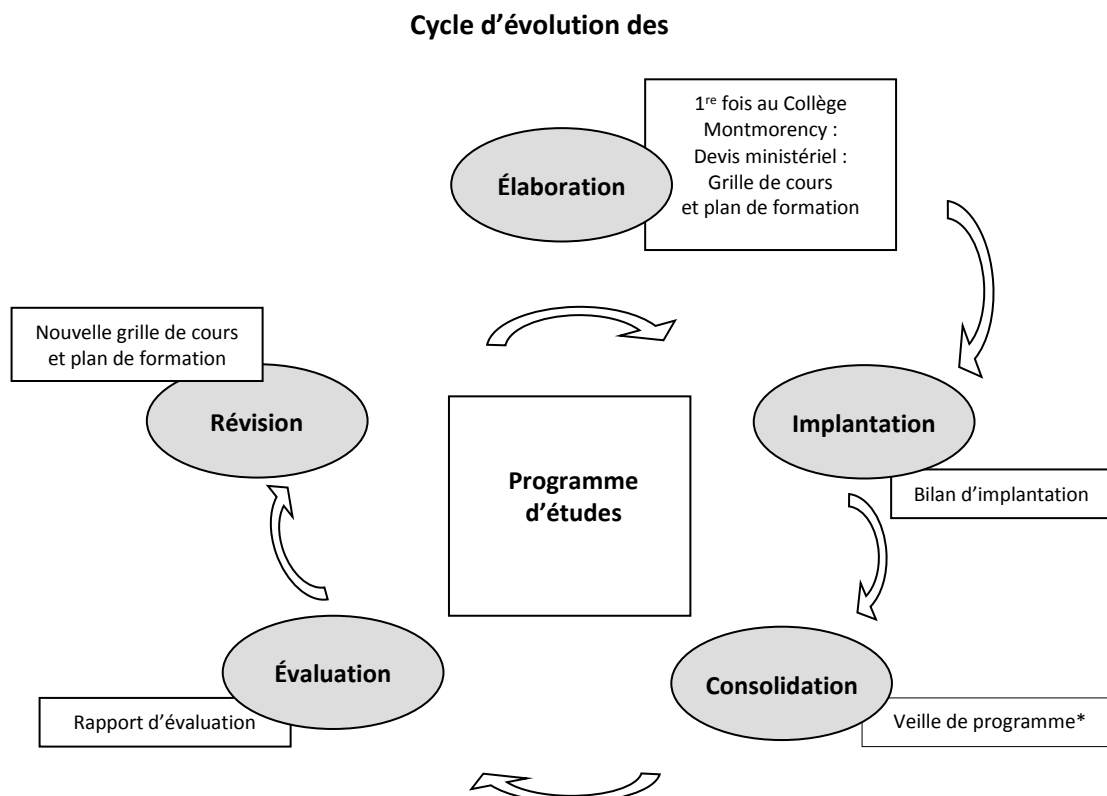 Cycle d’évolution des
1re fois au Collège
Montmorency :
Devis ministériel :
Grille de cours
et plan de formation
Élaboration
Nouvelle grille de cours
et plan de formation
Révision
Implantation
Bilan d’implantation
Programme
d’études
Évaluation
Rapport d’évaluation
Consolidation
Veille de programme*